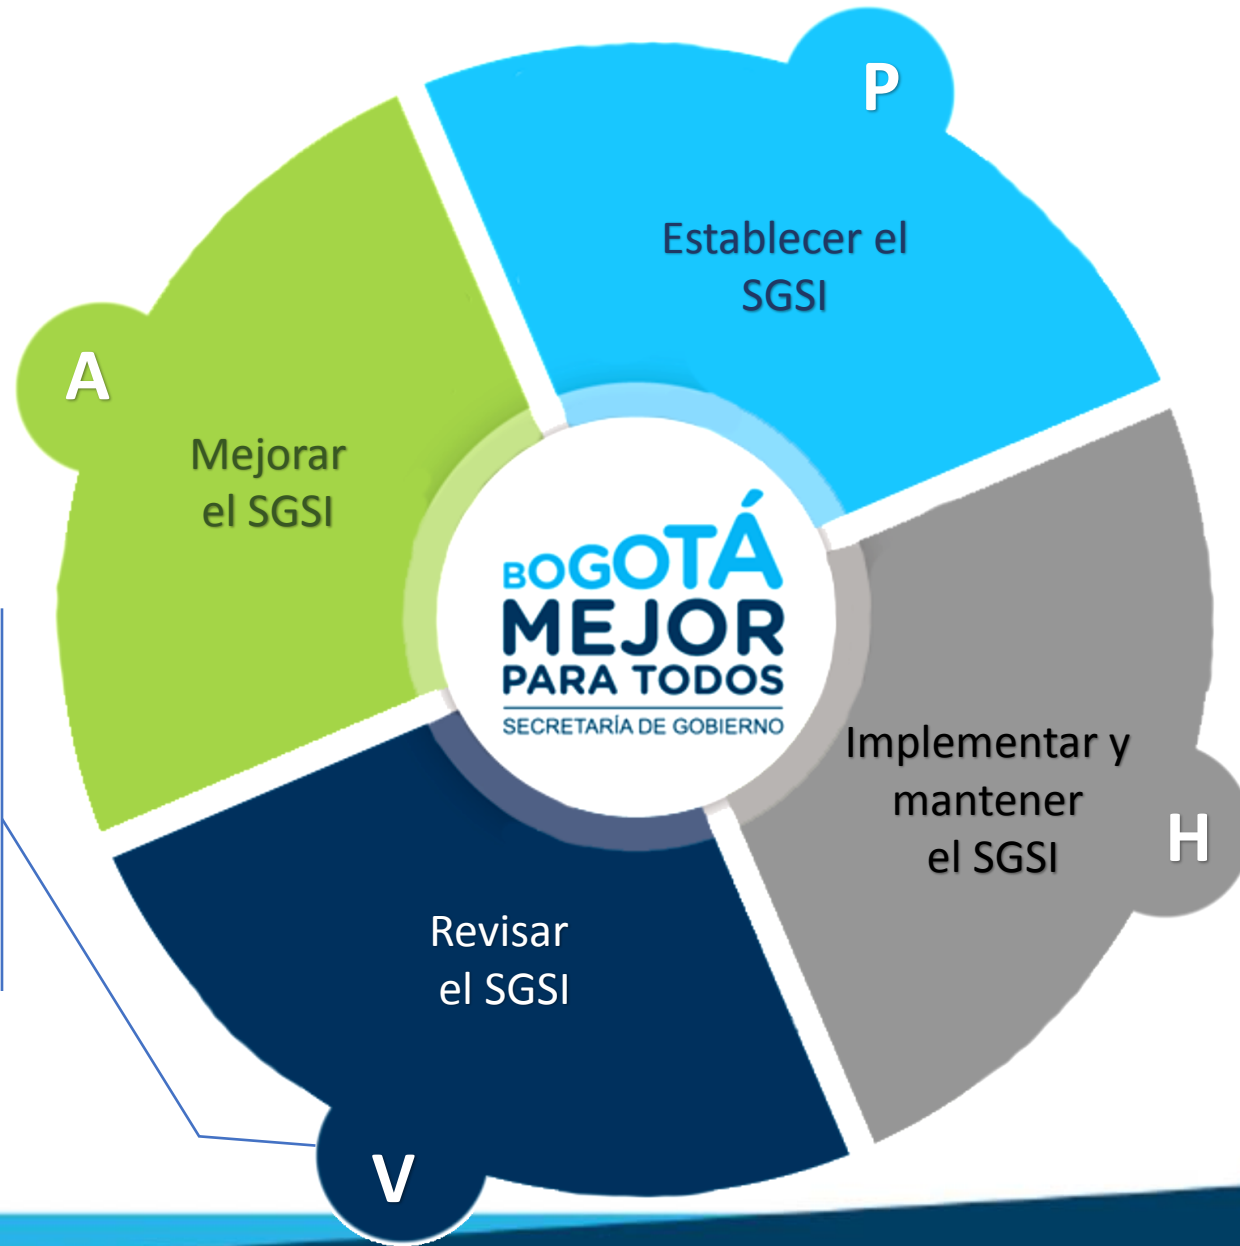 P
Establecer el
SGSI
A
Mejorar
el SGSI
BOGOTÁ
MEJOR
PARA TODOS
SECRETARÍA DE GOBIERNO
Implementar y
mantener
el SGSI
H
Revisar
el SGSI
V